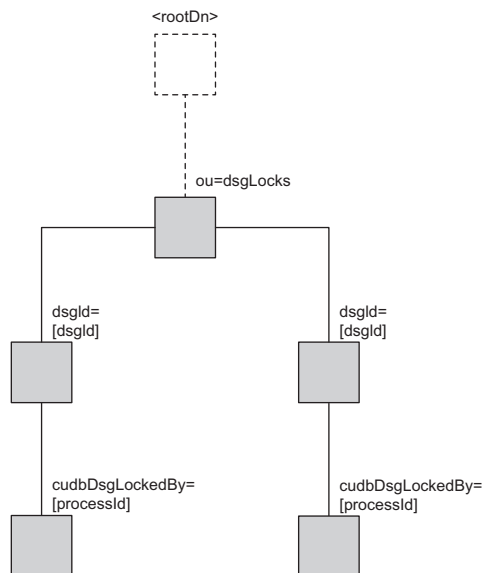 <rootDn>
ou=dsgLocks
dsgId=
[dsgId]
dsgId=
[dsgId]
cudbDsgLockedBy=
[processId]
cudbDsgLockedBy=
[processId]